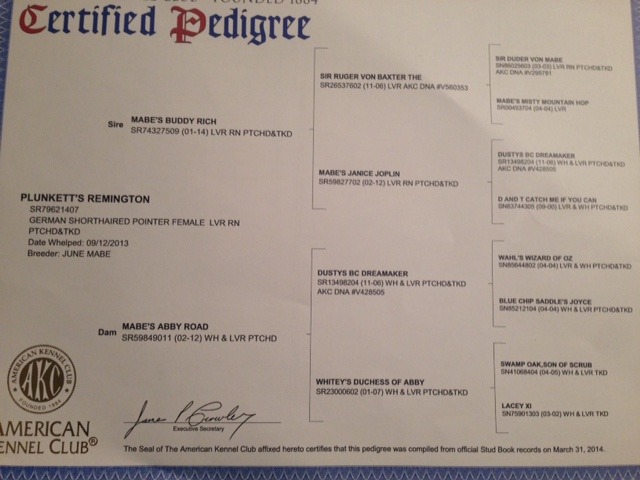 FOUNDED 1884
Certified Pedigree
Sire
MABE'S BUDDY RICH
SR74327509 (01-14) LVR RN PTCHD&TKD
PLUNKETT'S REMINGTON
SR79621407
GERMAN SHORTHAIRED POINTER FEMALE LVR RN
PTCHD&TKD
Date Whelped: 09/12/2013
Breeder: JUNE MABE
Dam
MABE'S ABBY ROAD
SR59849011 (02-12) WH & LVR PTCHD
SIR RUGER VON BAXTER THE
SR26537602 (11-06) LVR AKC DNA #V560353
MABE'S JANICE JOPLIN
SR59827702 (02-12) LVR RN PTCHD&TKD
DUSTYS BC DREAMAKER
SR13498204 (11-06) WH & LVR PTCHD&TKD
AKC DNA #V428505
WHITEY'S DUCHESS OF ABBY
SR23000602 (01-07) WH & LVR PTCHD&TKD
SIR DUDER VON MABE
SN86025603 (03-03) LVR RN PTCHD&TKD
AKC DNA #V295781
MABE'S MISTY MOUNTAIN HOP
SR00453704 (04-04) LVR
DUSTYS BC DREAMAKER
SR13498204 (11-06) WH & LVR PTCHD&TKD
AKC DNA #V428505
D AND T CATCH ME IF YOU CAN
SN83744305 (09-00) LVR & WH PTCHD&TKD
WAHL'S WIZARD OF OZ
SN85644802 (04-04) LVR & WH PTCHD&TKD
BLUE CHIP SADDLE'S JOYCE
SN85212104 (04-04) WH & LVR PTCHD&TKD
SWAMP OAK,SON OF SCRUB
SN41068404 (04-05) WH & LVR TKD
LACEY XI
SN75901303 (03-02) WH & LVR TKD
AMERICAN KENNEL CLUB
AKC
FOUNDED 1884
AMERICAN
KENNEL CLUB®
Executive Secretary
The Seal of The American Kennel Club affixed hereto certifies that this pedigree was compiled from official Stud Book records on March 31, 2014.